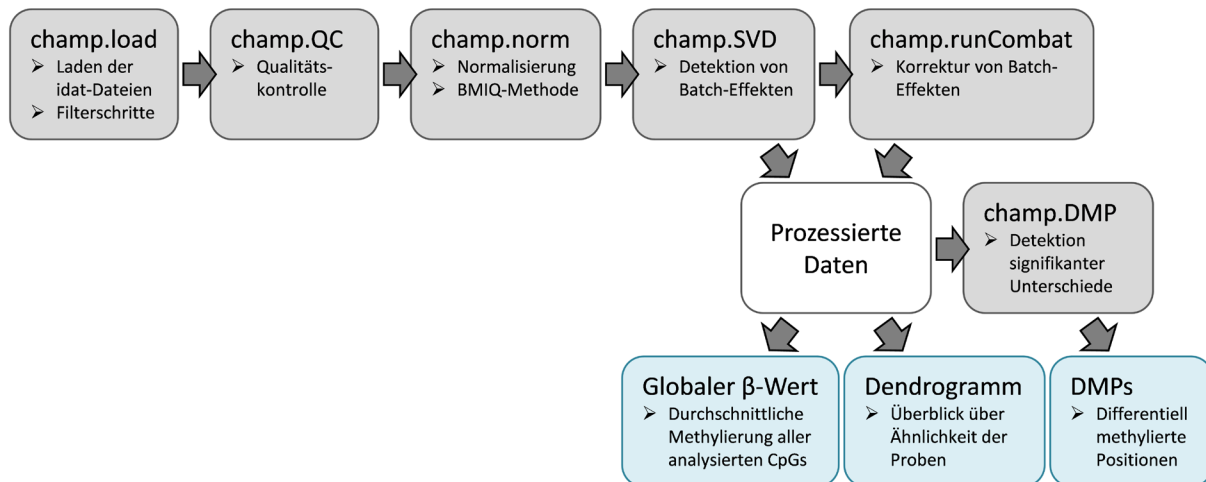 champ.load
➢ Laden der
idat-Dateien
➢ Filterschritte
champ.QC
➢ Qualitäts-
kontrolle
champ.norm
➢ Normalisierung
➢ BMIQ-Methode
champ.SVD
➢ Detektion von
Batch-Effekten
champ.runCombat
➢ Korrektur von Batch-
Effekten
Prozessierte
Daten
champ.DMP
➢ Detektion
signifikanter
Unterschiede
Globaler β-Wert
➢ Durchschnittliche
Methylierung aller
analysierten CpGs
Dendrogramm
➢ Überblick über
Ähnlichkeit der
Proben
DMPs
➢ Differentiell
methylierte
Positionen